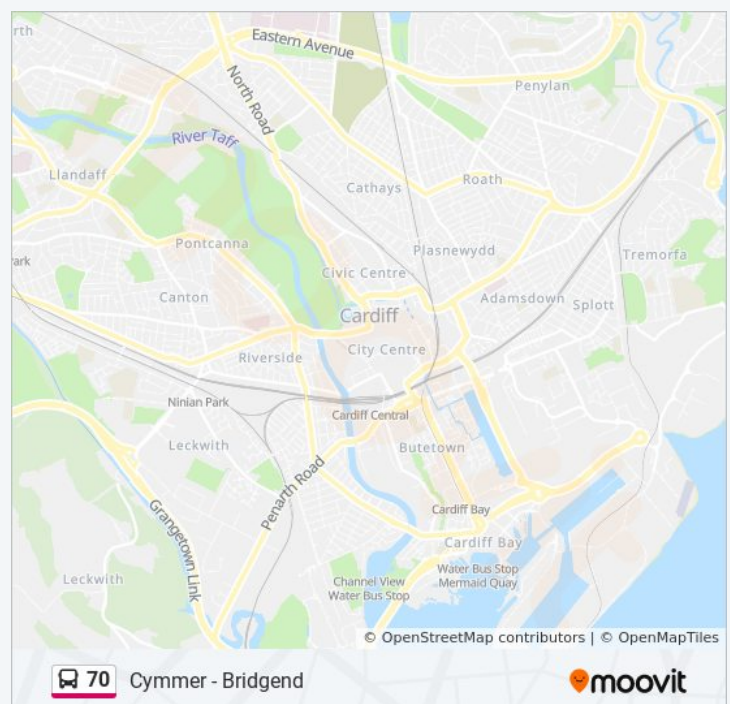 rth
Eastern Avenue
North Road
Penylan
River Taff
Llandaff
Cathays
Roath
Pontcanna
Plasnewydd
ark
Civic Centre
Tremorfa
Canton
Adamsdown
Splott
Cardiff
City Centre
Riverside
Ninian Park
Cardiff Central
Leckwith
Butetown
Penarth Road
Grangetown Link
Cardiff Bay
Cardiff Bay
Leckwith
Channel View
Water Bus Stop
Water Bus Stop
Mermaid Quay
© OpenStreetMap contributors | © OpenMapTiles
70 Cymmer - Bridgend
moovit